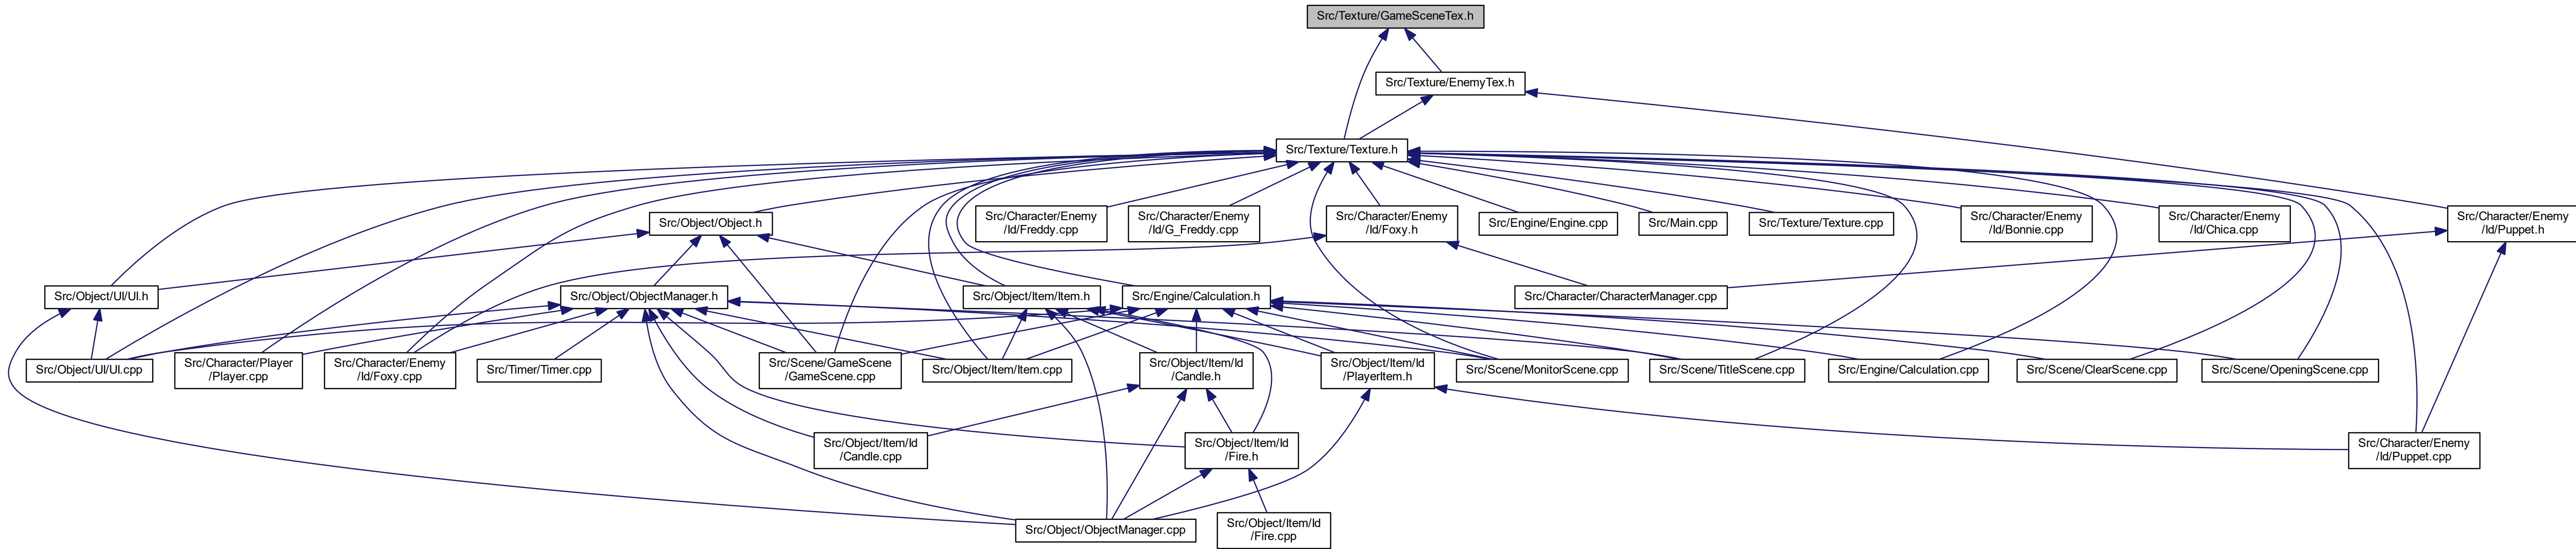 Src/Texture/GameSceneTex.h
Src/Texture/EnemyTex.h
Src/Texture/Texture.h
Src/Object/Object.h
Src/Character/Enemy
/Id/Freddy.cpp
Src/Character/Enemy
/Id/G_Freddy.cpp
Src/Character/Enemy
/Id/Foxy.h
Src/Engine/Engine.cpp
Src/Main.cpp
Src/Texture/Texture.cpp
Src/Character/Enemy
/Id/Bonnie.cpp
Src/Character/Enemy
/Id/Chica.cpp
Src/Character/Enemy
/Id/Puppet.h
Src/Object/UI/UI.h
Src/Object/ObjectManager.h
Src/Object/Item/Item.h
Src/Engine/Calculation.h
Src/Character/CharacterManager.cpp
Src/Object/UI/UI.cpp
Src/Character/Player
/Player.cpp
Src/Character/Enemy
/Id/Foxy.cpp
Src/Timer/Timer.cpp
Src/Scene/GameScene
/GameScene.cpp
Src/Object/Item/Item.cpp
Src/Object/Item/Id
/Candle.h
Src/Object/Item/Id
/PlayerItem.h
Src/Scene/MonitorScene.cpp
Src/Scene/TitleScene.cpp
Src/Engine/Calculation.cpp
Src/Scene/ClearScene.cpp
Src/Scene/OpeningScene.cpp
Src/Object/Item/Id
/Candle.cpp
Src/Object/Item/Id
/Fire.h
Src/Character/Enemy
/Id/Puppet.cpp
Src/Object/ObjectManager.cpp
Src/Object/Item/Id
/Fire.cpp